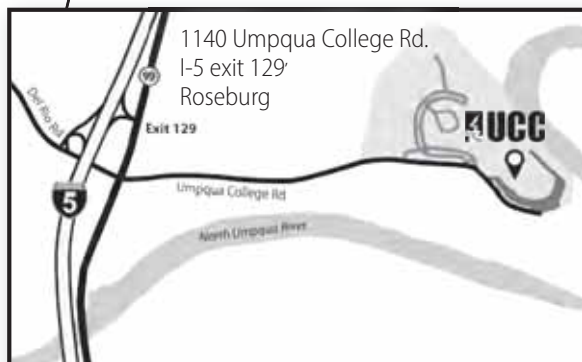 1140 Umpqua College Rd.
I-5 exit 129
Roseburg
99
Del Rio Rd
Exit 129
UCC
5
Umpqua College Rd
North Umpqua River